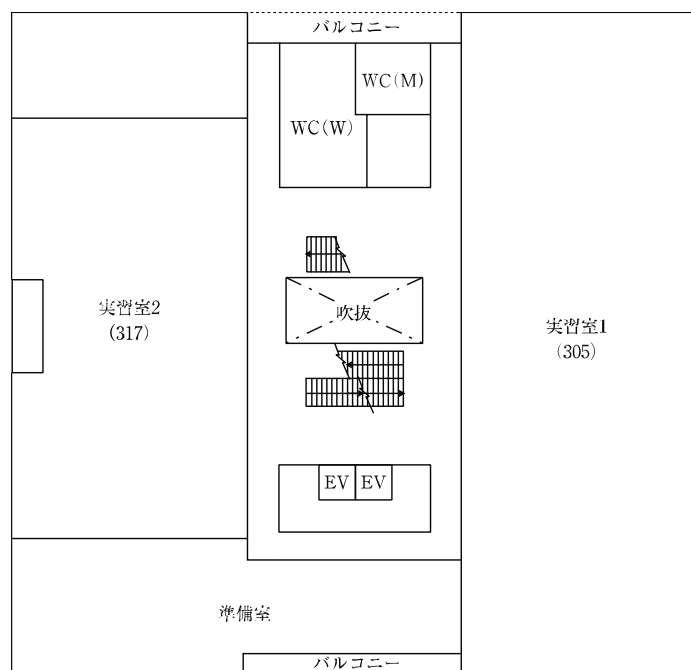 バルコニー
WC(M)
WC(W)
実習室2
(317)
吹抜
実習室1
(305)
EV
EV
準備室
バルコニー